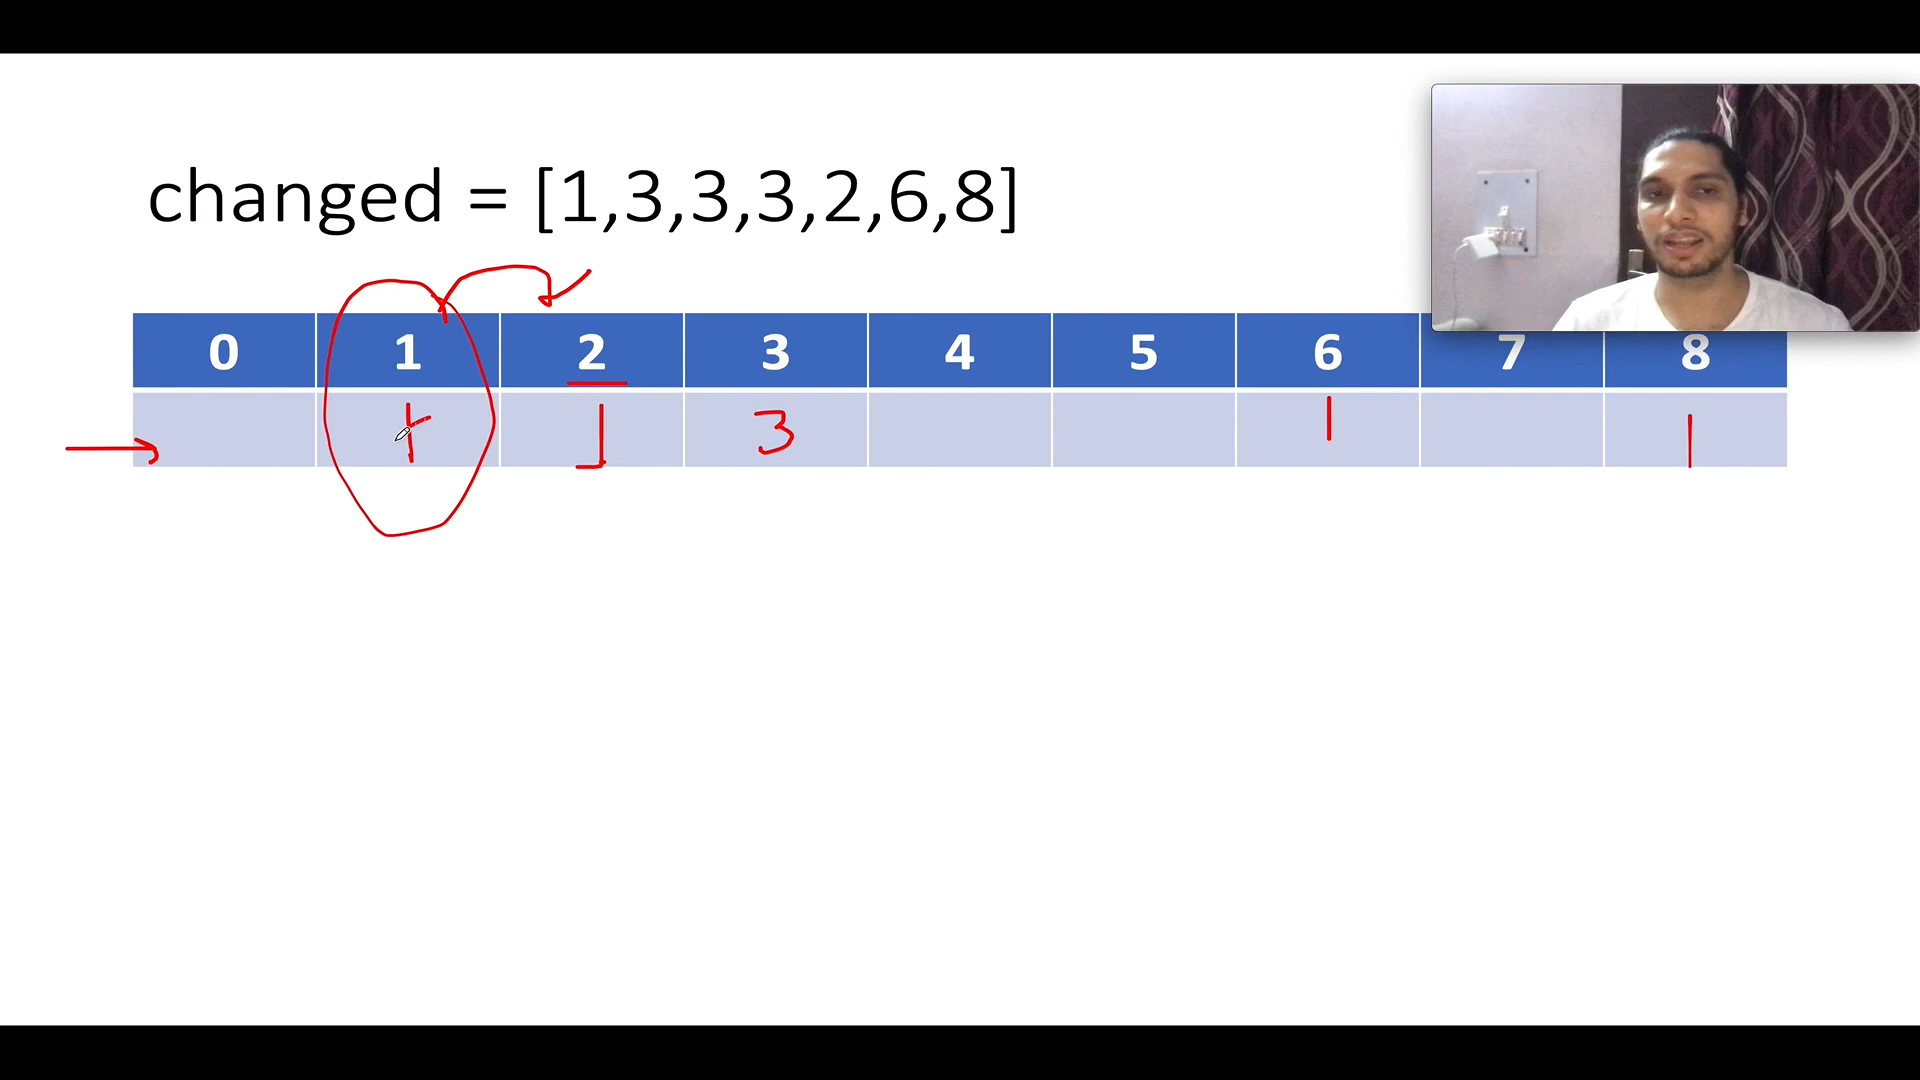 changed = [1,3,3,3,2,6,8]
0 1 2 3 4 5 6 7 8
1 1 3 1 1